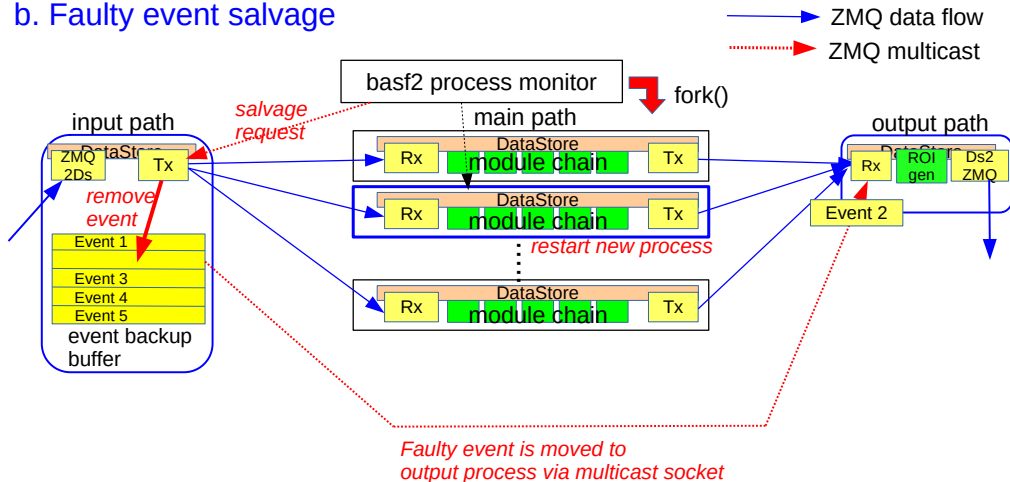 b. Faulty event salvage
ZMQ data flow
ZMQ multicast
basf2 process monitor
fork()
salvage
request
input path
main path
output path
DataStore
ZMQ
2Ds
Tx
remove
event
Event 1
Event 3
Event 4
Event 5
event backup
buffer
DataStore
Rx
module chain
Tx
DataStore
Rx
module chain
Tx
restart new process
DataStore
Rx
module chain
Tx
DataStore
Rx
ROI
gen
Ds2
ZMQ
Event 2
Faulty event is moved to
output process via multicast socket